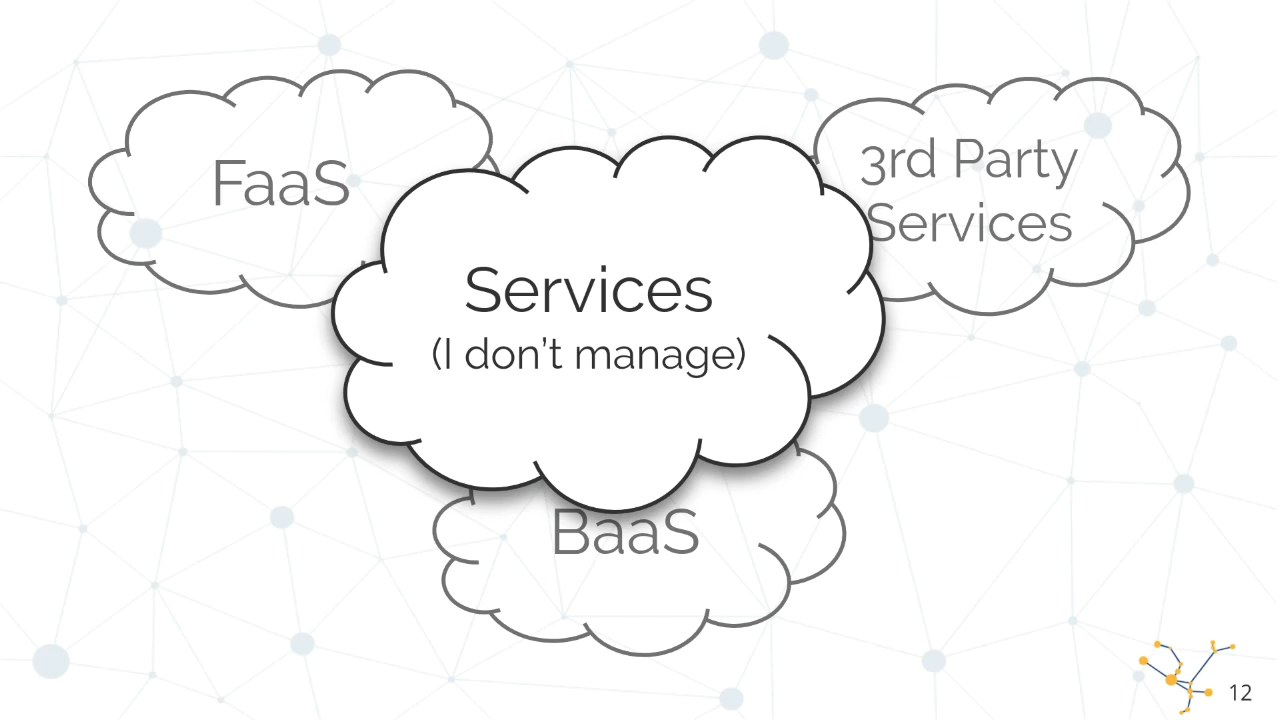 FaaS
3rd Party
Services
Services
(I don't manage)
BaaS
12